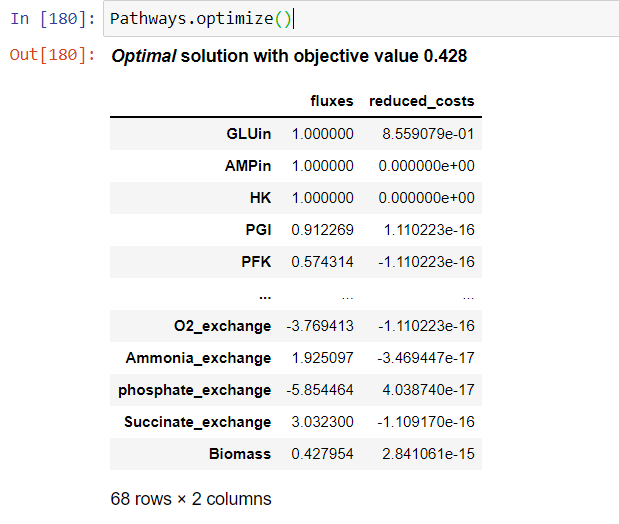 In [180]: Pathways.optimize()
Out[180]: Optimal solution with objective value 0.428
fluxes reduced_costs
GLUin 1.000000 8.559079e-01
AMPin 1.000000 0.000000e+00
HK 1.000000 0.000000e+00
PGI 0.912269 1.110223e-16
PFK 0.574314 -1.110223e-16
... ... ...
O2_exchange -3.769413 -1.110223e-16
Ammonia_exchange 1.925097 -3.469447e-17
phosphate_exchange -5.854464 4.038740e-17
Succinate_exchange 3.032300 -1.109170e-16
Biomass 0.427954 2.841061e-15
68 rows × 2 columns